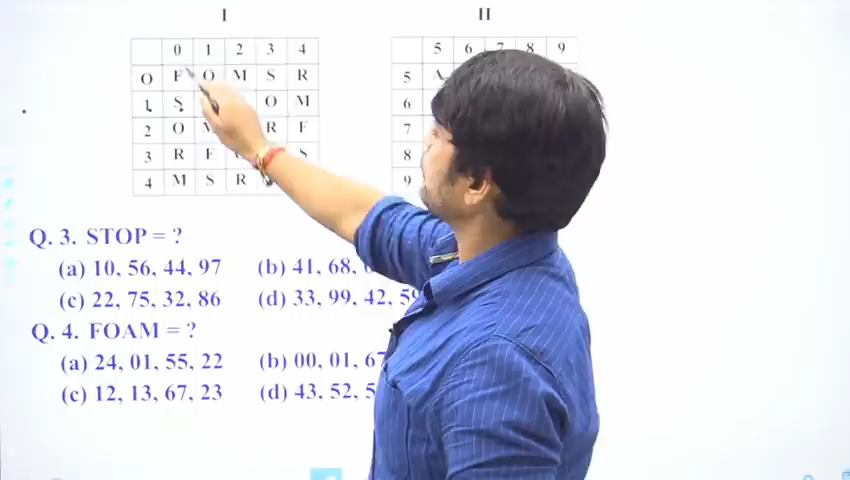 I
0 1 2 3 4
O F O M S R
1 S O M
2 O R F
3 R F S
4 M S R
II
5 6 7 8 9
5 A
6
7
8
9
Q. 3. STOP = ?
(a) 10, 56, 44, 97 (b) 41, 68,
(c) 22, 75, 32, 86 (d) 33, 99, 42, 59
Q. 4. FOAM = ?
(a) 24, 01, 55, 22 (b) 00, 01, 67
(c) 12, 13, 67, 23 (d) 43, 52,